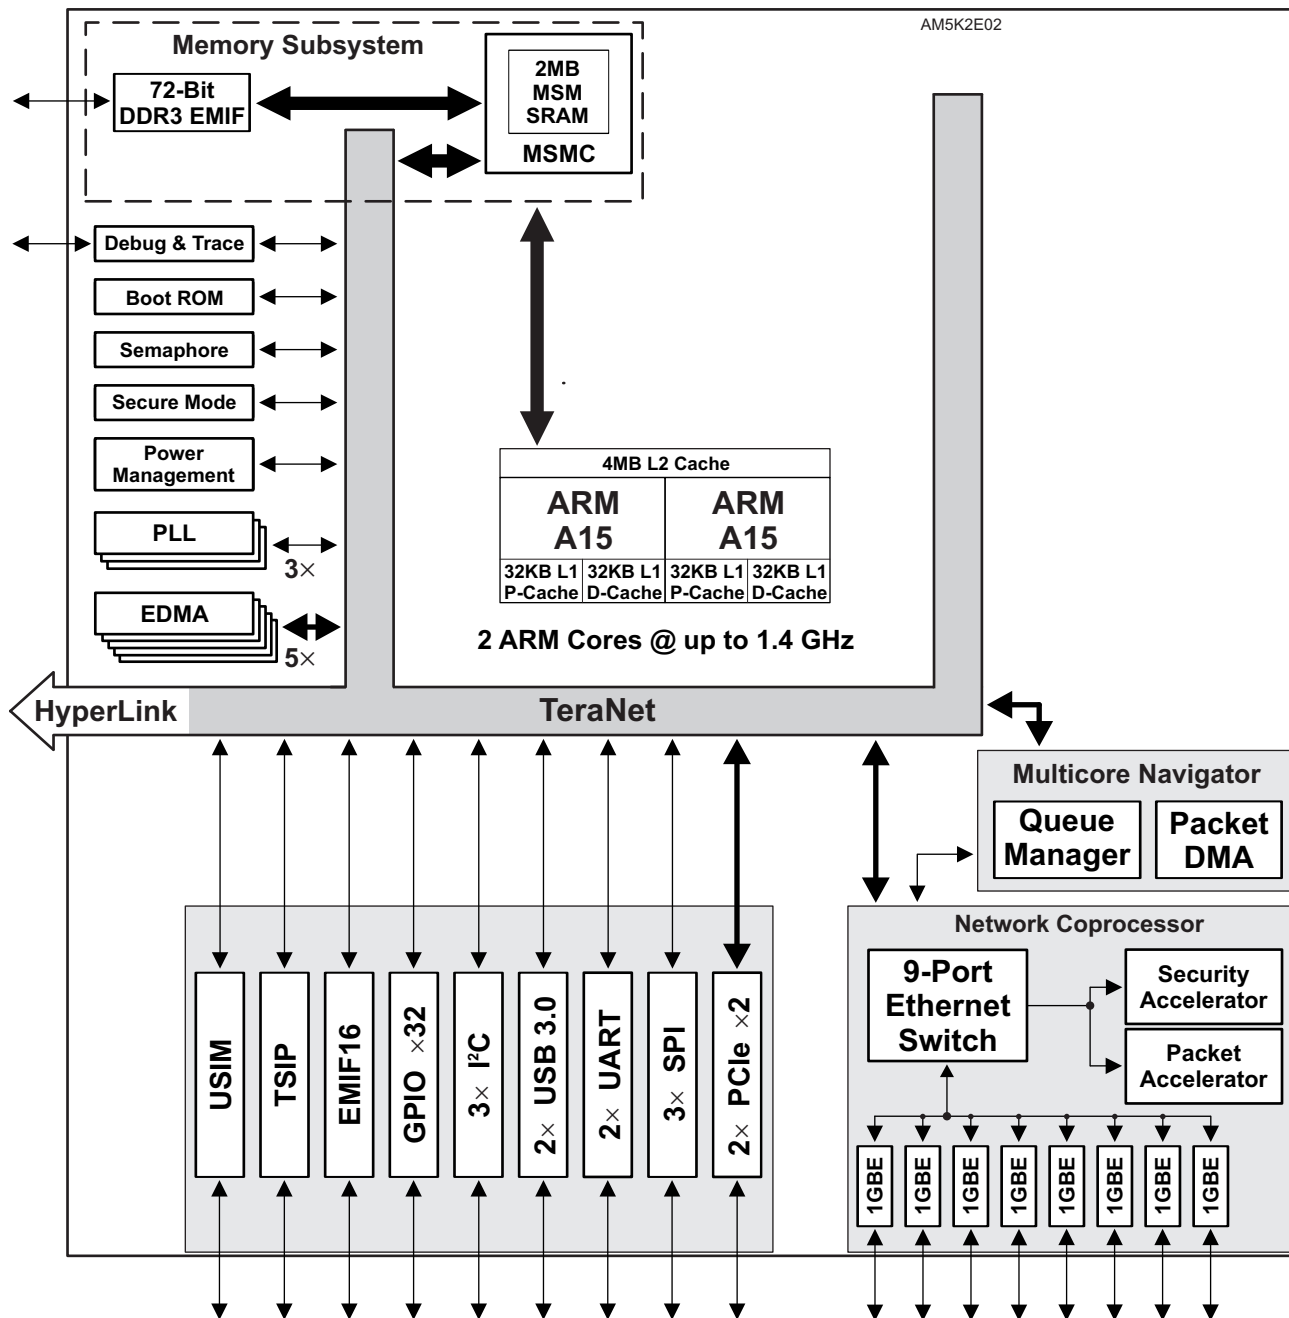 AM5K2E02
Memory Subsystem
72-Bit
DDR3 EMIF
2MB
MSM
SRAM
MSMC
Debug & Trace
Boot ROM
Semaphore
Secure Mode
Power
Management
PLL
3×
EDMA
5×
4MB L2 Cache
ARM
A15
ARM
A15
32KB L1
P-Cache
32KB L1
D-Cache
32KB L1
P-Cache
32KB L1
D-Cache
2 ARM Cores @ up to 1.4 GHz
HyperLink
TeraNet
Multicore Navigator
Queue
Manager
Packet
DMA
Network Coprocessor
9-Port
Ethernet
Switch
Security
Accelerator
Packet
Accelerator
USIM
TSIP
EMIF16
GPIO ×32
3× I²C
2× USB 3.0
2× UART
3× SPI
2× PCIe ×2
1GBE
1GBE
1GBE
1GBE
1GBE
1GBE
1GBE
1GBE